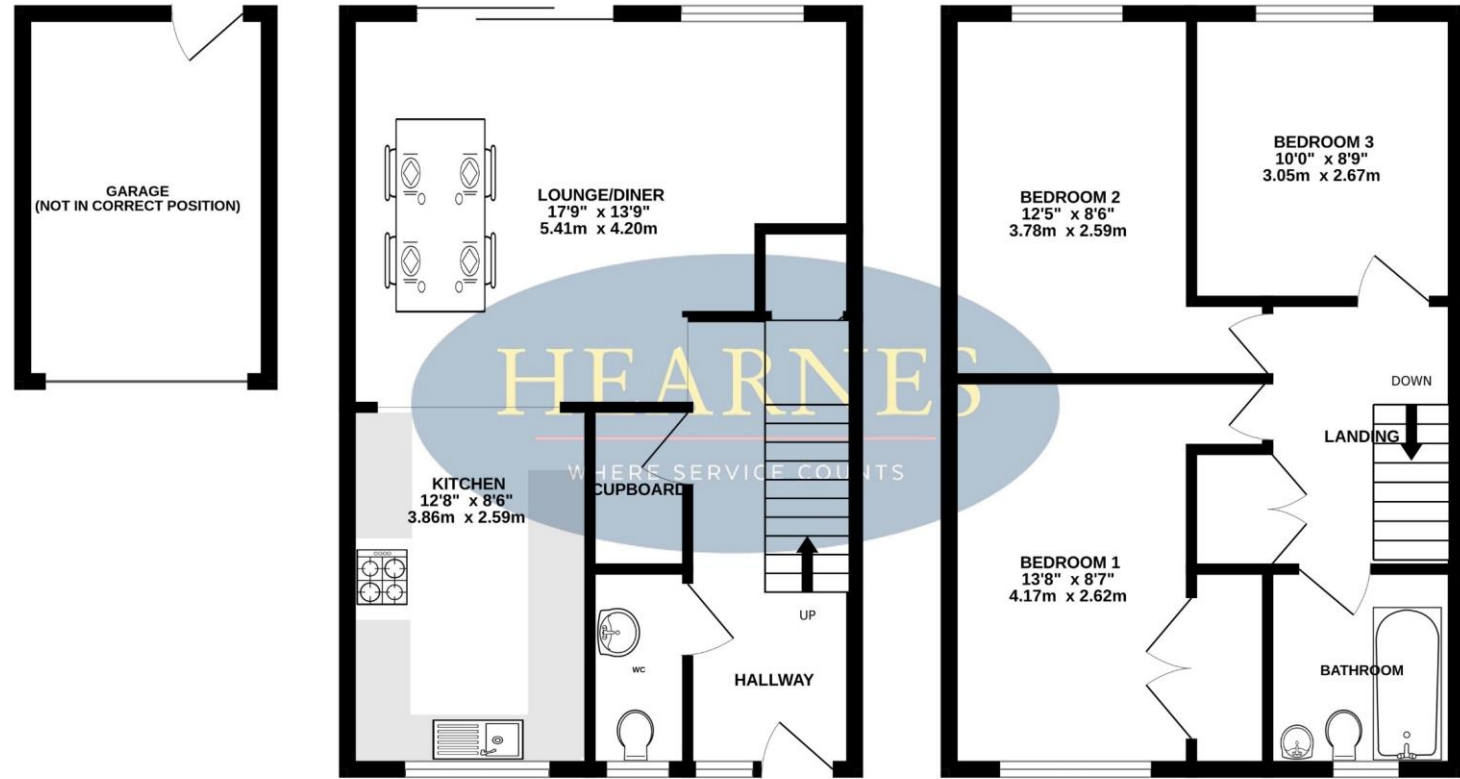 GARAGE
(NOT IN CORRECT POSITION)
LOUNGE/DINER
17'9" x 13'9"
5.41m x 4.20m
KITCHEN
12'8" x 8'6"
3.86m x 2.59m
CUPBOARD
WC
UP
HALLWAY
HEARNES
WHERE SERVICE COUNTS
BEDROOM 2
12'5" x 8'6"
3.78m x 2.59m
BEDROOM 3
10'0" x 8'9"
3.05m x 2.67m
DOWN
LANDING
BEDROOM 1
13'8" x 8'7"
4.17m x 2.62m
BATHROOM